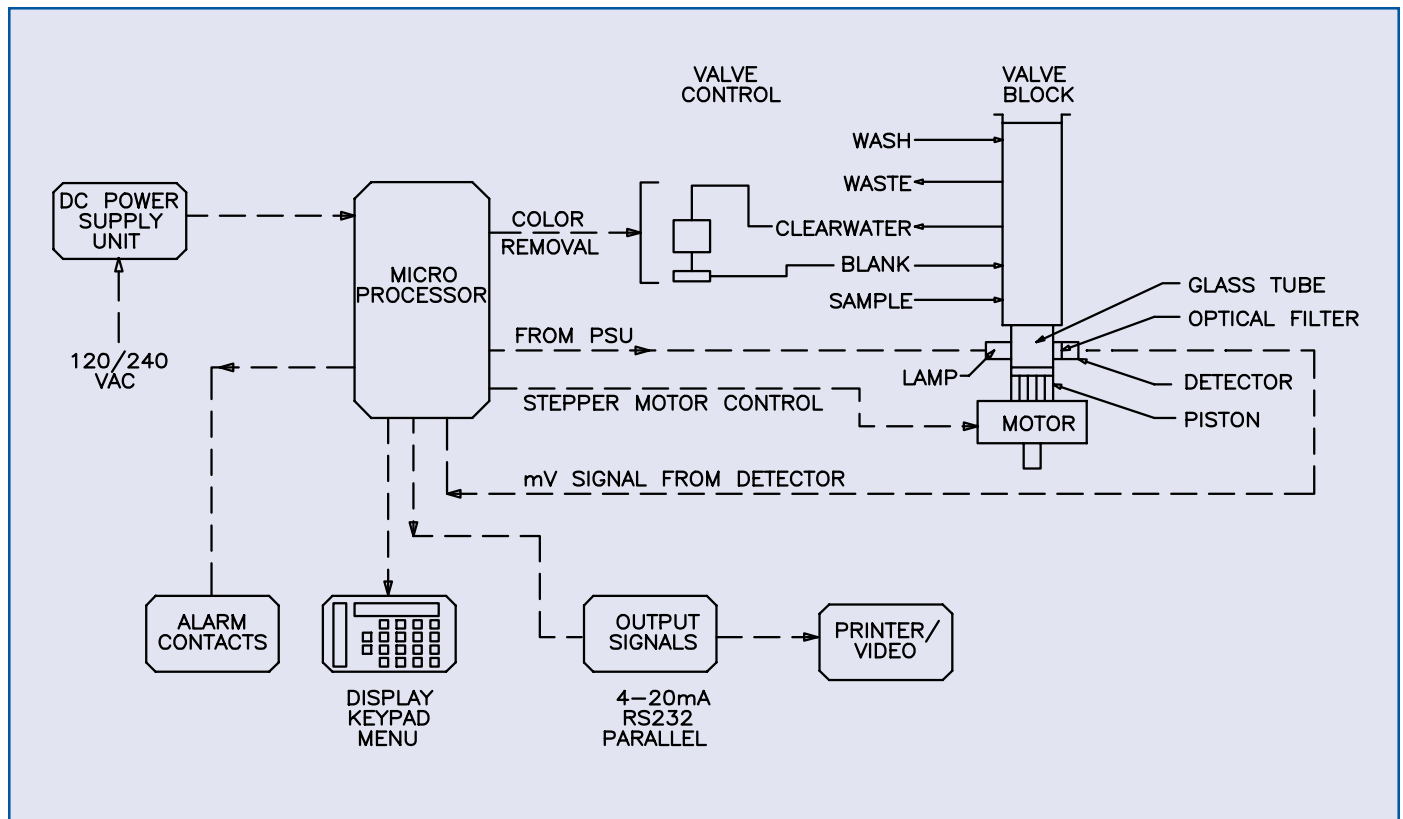 VALVE
CONTROL
VALVE
BLOCK
WASH
WASTE
CLEARWATER
BLANK
SAMPLE
DC POWER
SUPPLY
UNIT
120/240
VAC
MICRO
PROCESSOR
COLOR
REMOVAL
FROM PSU
STEPPER MOTOR CONTROL
mV SIGNAL FROM DETECTOR
GLASS TUBE
OPTICAL FILTER
LAMP
DETECTOR
PISTON
MOTOR
ALARM
CONTACTS
DISPLAY
KEYPAD
MENU
OUTPUT
SIGNALS
4-20mA
RS232
PARALLEL
PRINTER/
VIDEO